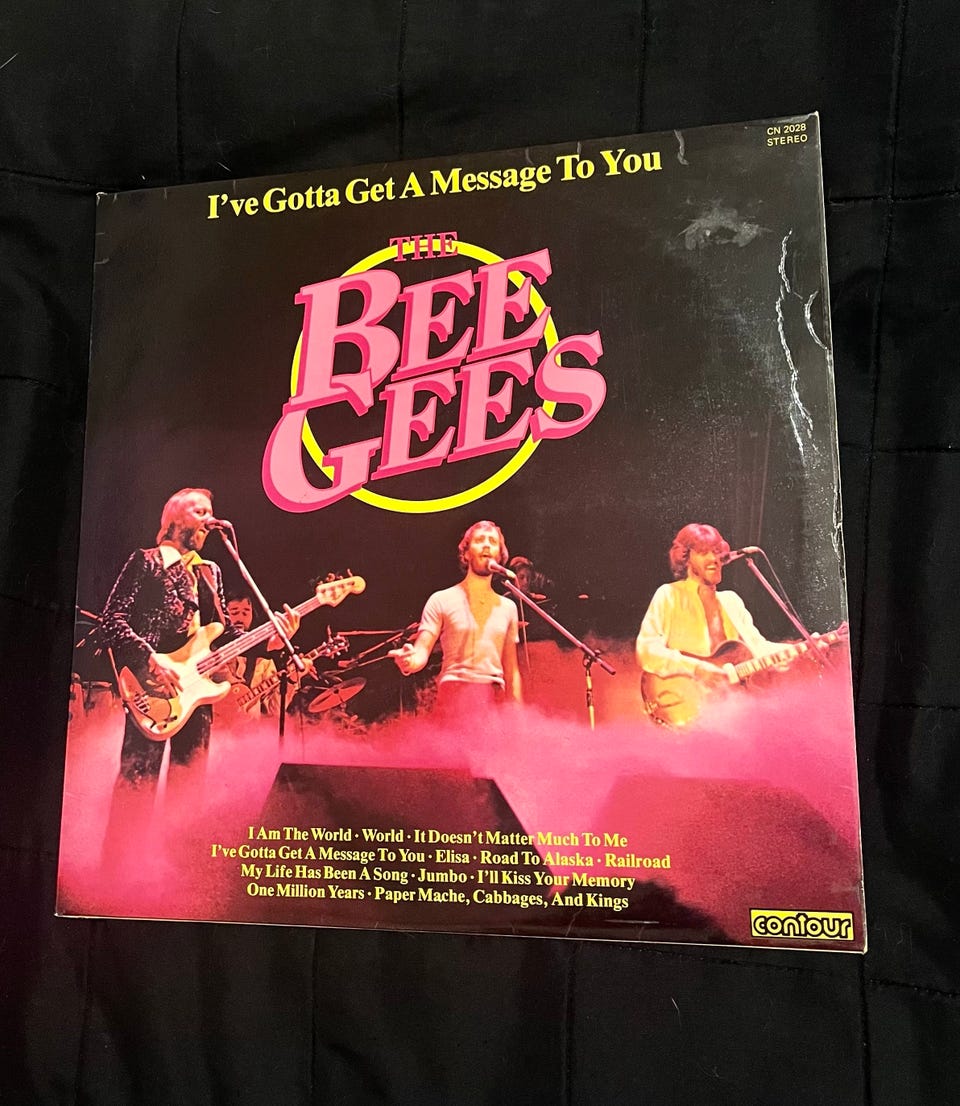 CN 2028
STEREO
I've Gotta Get A Message To You
THE
BEE
GEES
I Am The World · World · It Doesn't Matter Much To Me
I've Gotta Get A Message To You · Elisa · Road To Alaska · Railroad
My Life Has Been A Song · Jumbo · I'll Kiss Your Memory
One Million Years · Paper Mache, Cabbages, And Kings
contour